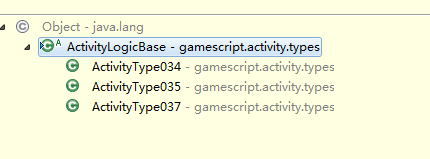 Object - java.lang
A ActivityLogicBase - gamescript.activity.types
ActivityType034 - gamescript.activity.types
ActivityType035 - gamescript.activity.types
ActivityType037 - gamescript.activity.types